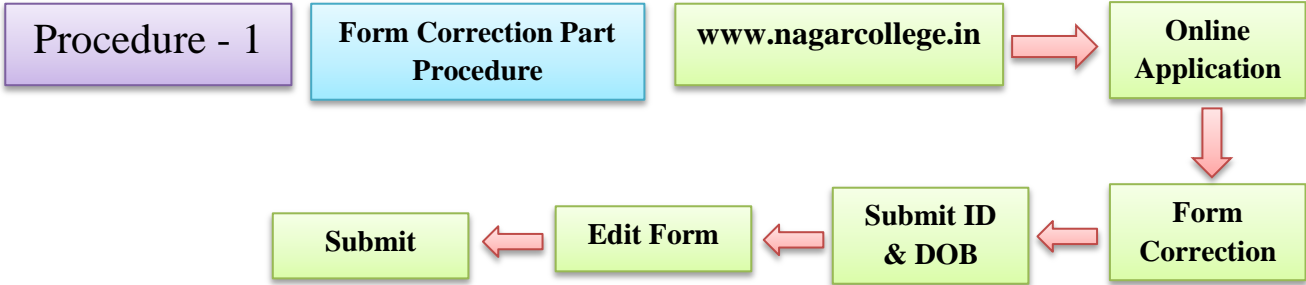 Procedure - 1
Form Correction Part
Procedure
www.nagarcollege.in
Online
Application
Form
Correction
Submit ID
& DOB
Edit Form
Submit